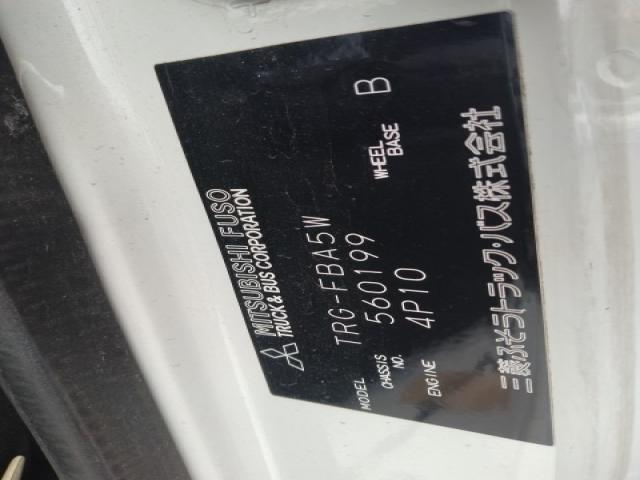 MITSUBISHI FUSO
TRUCK & BUS CORPORATION
MODEL TRG-FBA5W
CHASSIS NO. 560199
ENGINE 4P10 WHEEL BASE B
三菱ふそうトラック・バス株式会社